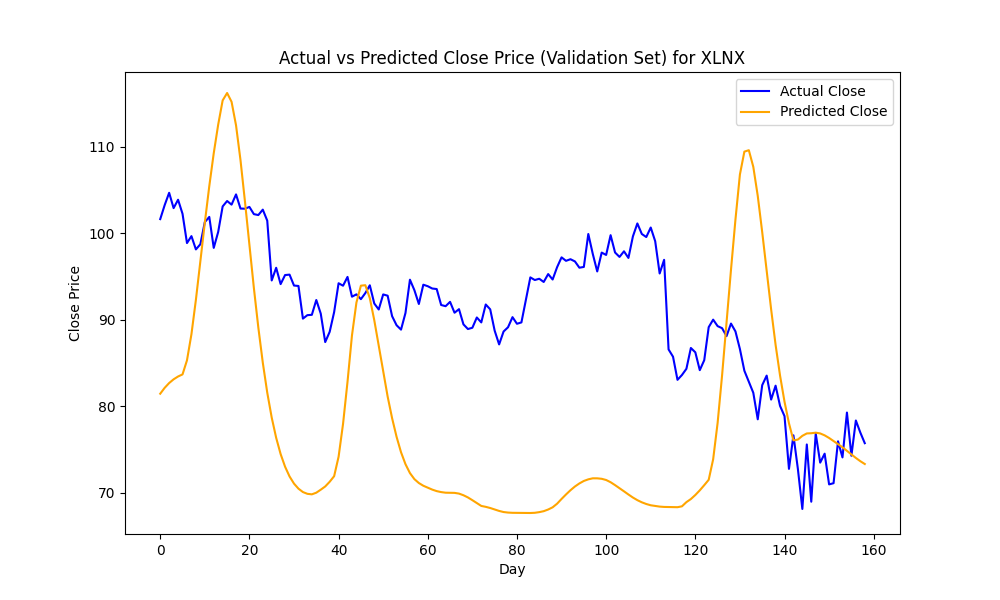 Actual vs Predicted Close Price (Validation Set) for XLNX
Actual Close
Predicted Close
Close Price
110
100
90
80
70
0 20 40 60 80 100 120 140 160
Day